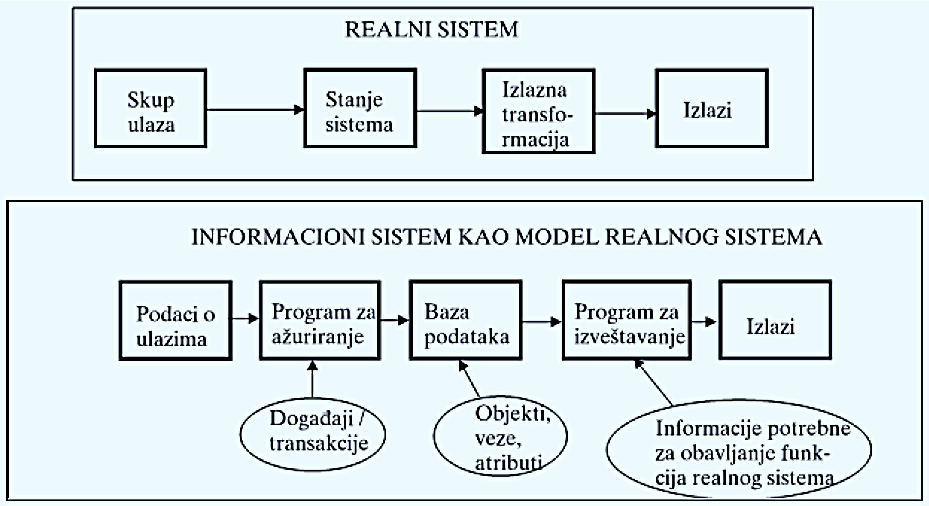 REALNI SISTEM
Skup
ulaza
Stanje
sistema
Izlazna
transfo-
rmacija
Izlazi
INFORMACIONI SISTEM KAO MODEL REALNOG SISTEMA
Podaci o
ulazima
Program za
ažuriranje
Baza
podataka
Program za
izveštavanje
Izlazi
Događaji /
transakcije
Objekti,
veze,
atributi
Informacije potrebne
za obavljanje funk-
cija realnog sistema